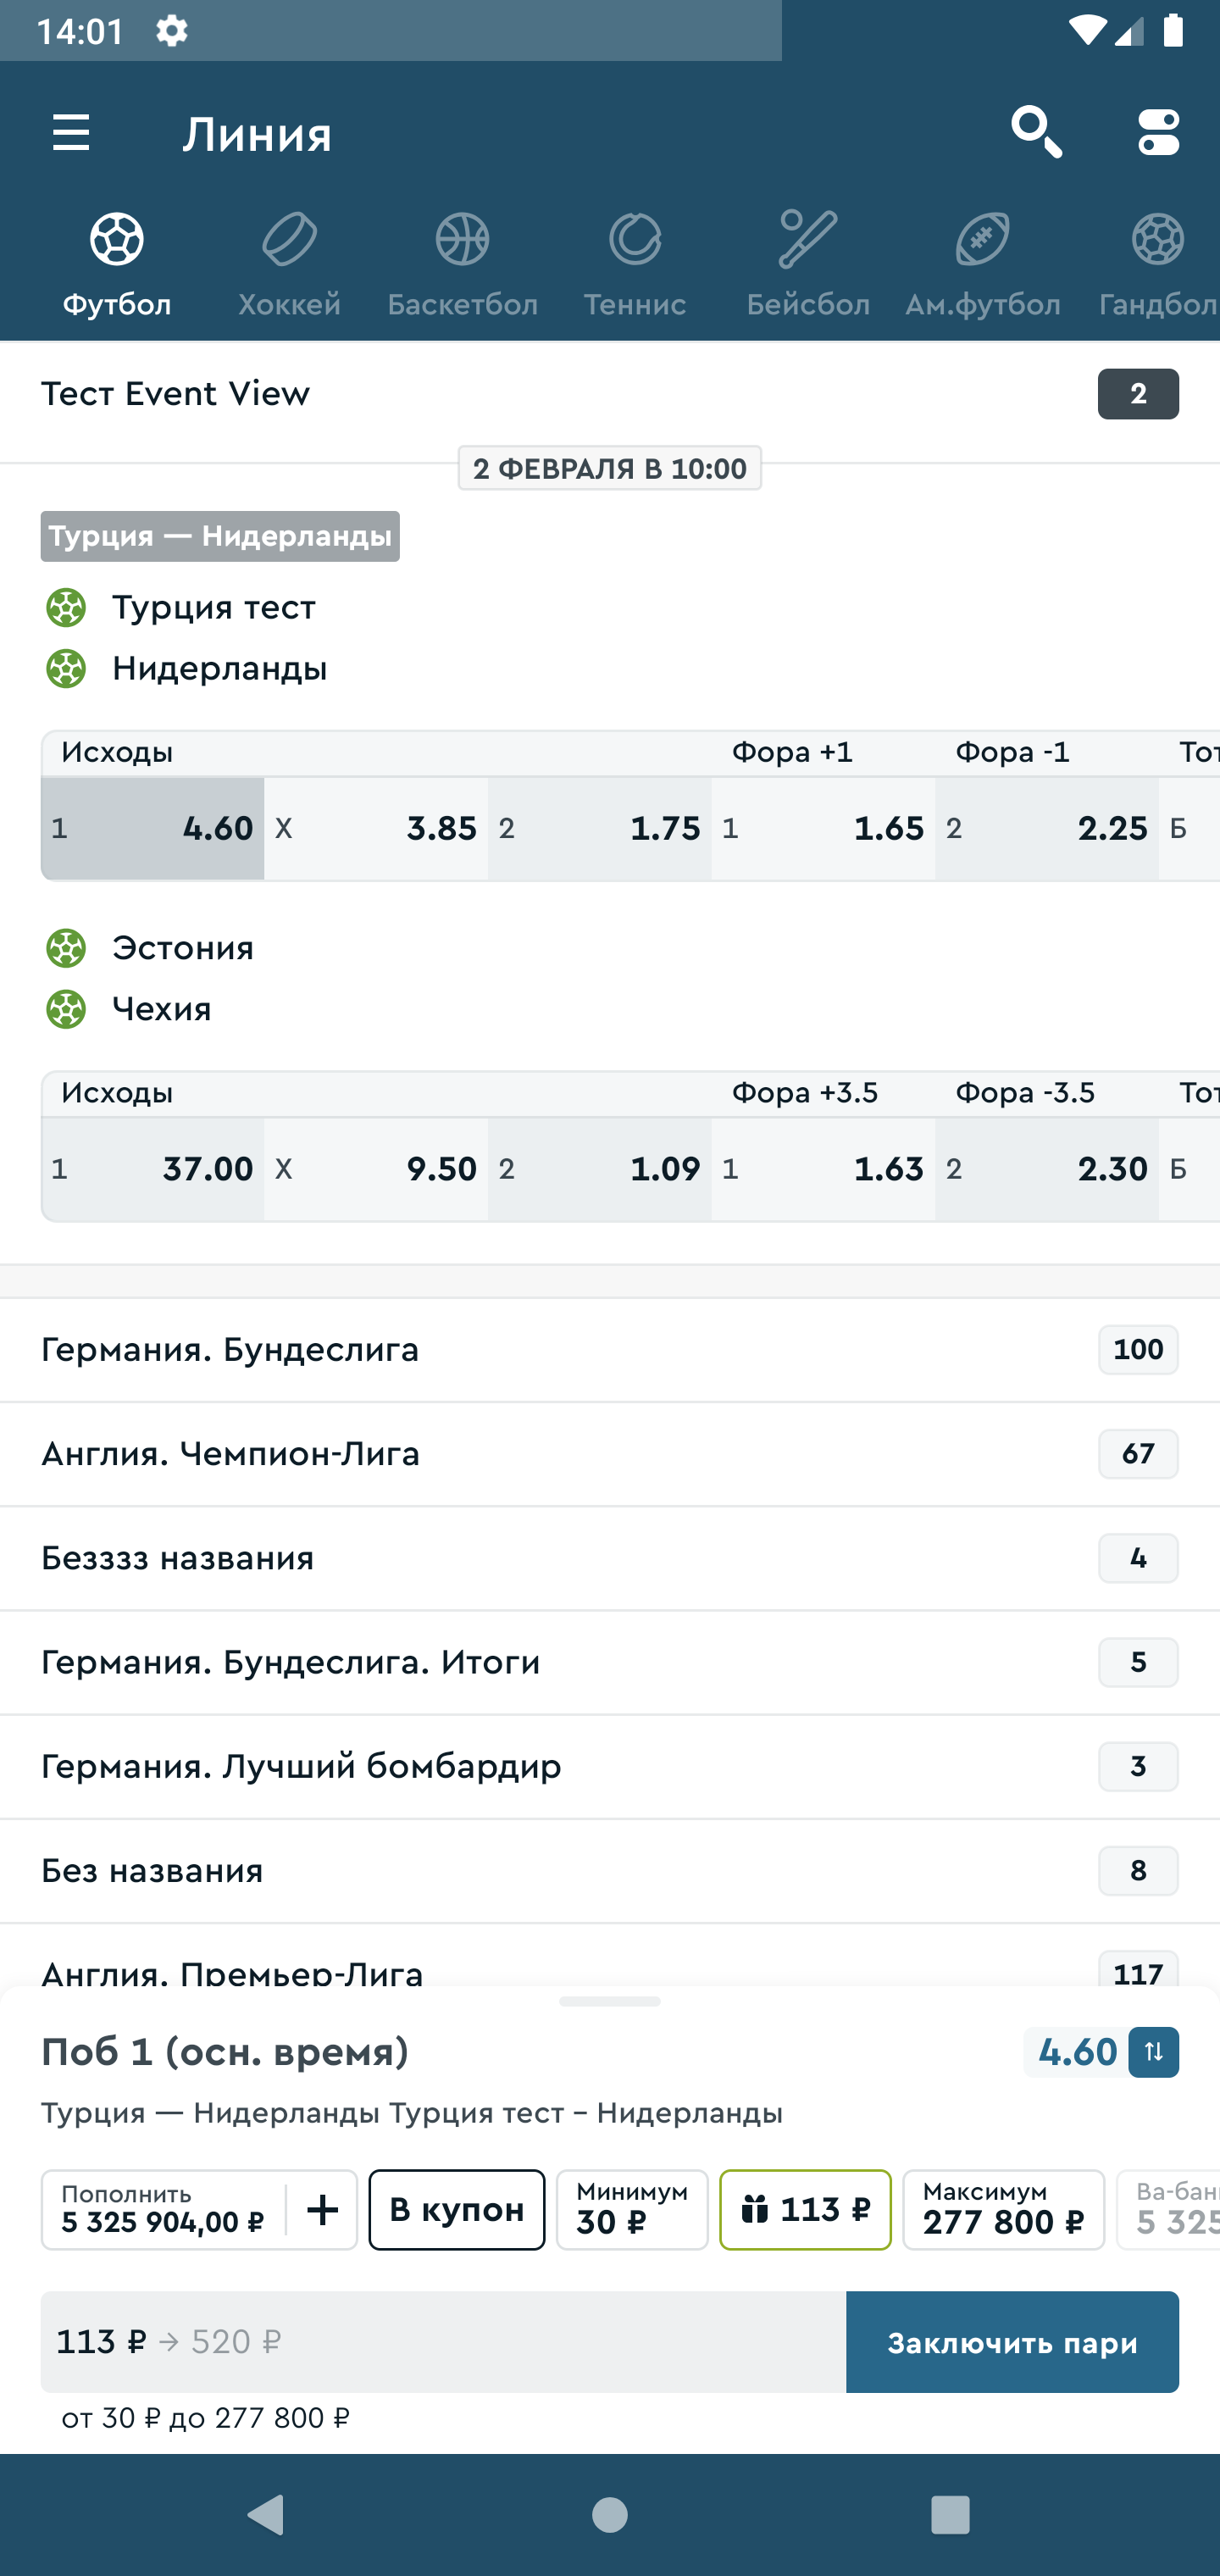 14:01
Линия
Футбол Хоккей Баскетбол Теннис Бейсбол Ам.футбол Гандбол
Тест Event View 2
2 ФЕВРАЛЯ В 10:00
Турция — Нидерланды
Турция тест
Нидерланды
Исходы Фора +1 Фора -1 Тот
1 4.60 X 3.85 2 1.75 1 1.65 2 2.25 Б
Эстония
Чехия
Исходы Фора +3.5 Фора -3.5 Тот
1 37.00 X 9.50 2 1.09 1 1.63 2 2.30 Б
Германия. Бундеслига 100
Англия. Чемпион-Лига 67
Безззз названия 4
Германия. Бундеслига. Итоги 5
Германия. Лучший бомбардир 3
Без названия 8
Англия. Премьер-Лига 117
Поб 1 (осн. время) 4.60
Турция — Нидерланды Турция тест – Нидерланды
Пополнить
5 325 904,00 ₽
В купон
Минимум
30 ₽
113 ₽
Максимум
277 800 ₽
Ва-бан
5 325
113 ₽ → 520 ₽
Заключить пари
от 30 ₽ до 277 800 ₽